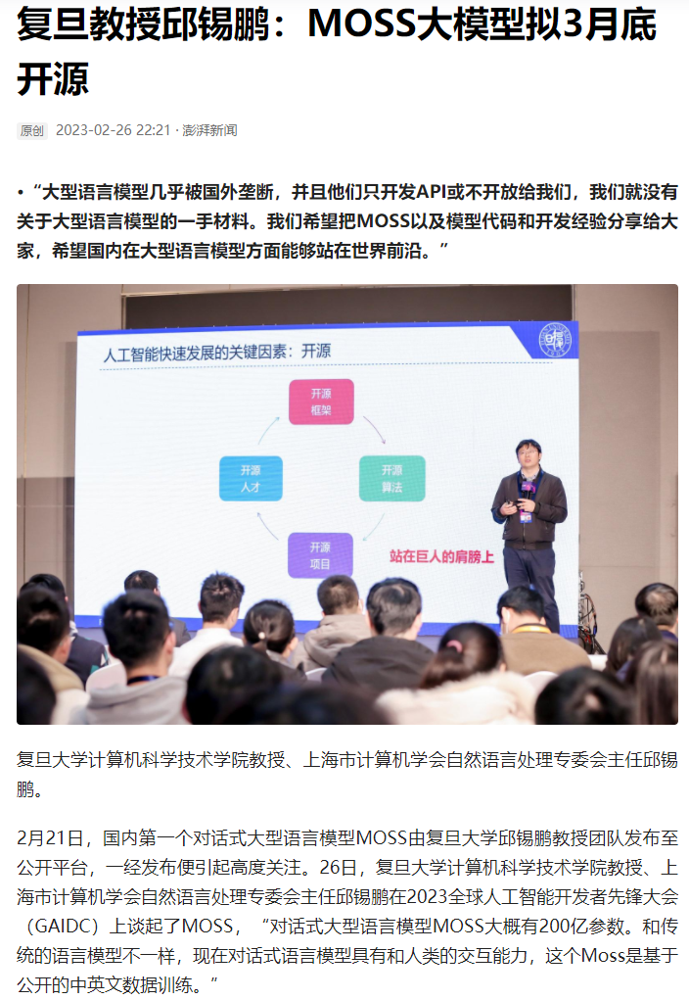 复旦教授邱锡鹏：MOSS大模型拟3月底
开源
原创 2023-02-26 22:21 · 澎湃新闻
• “大型语言模型几乎被国外垄断，并且他们只开发API或不开放给我们，我们就没有
关于大型语言模型的一手材料。我们希望把MOSS以及模型代码和开发经验分享给大
家，希望国内在大型语言模型方面能够站在世界前沿。”
人工智能快速发展的关键因素：开源
开源
框架
开源
人才
开源
算法
开源
项目
站在巨人的肩膀上
复旦大学计算机科学技术学院教授、上海市计算机学会自然语言处理专委会主任邱锡
鹏。
2月21日，国内第一个对话式大型语言模型MOSS由复旦大学邱锡鹏教授团队发布至
公开平台，一经发布便引起高度关注。26日，复旦大学计算机科学技术学院教授、上
海市计算机学会自然语言处理专委会主任邱锡鹏在2023全球人工智能开发者先锋大会
（GAIDC）上谈起了MOSS，“对话式大型语言模型MOSS大概有200亿参数。和传
统的语言模型不一样，现在对话式语言模型具有和人类的交互能力，这个Moss是基于
公开的中英文数据训练。”